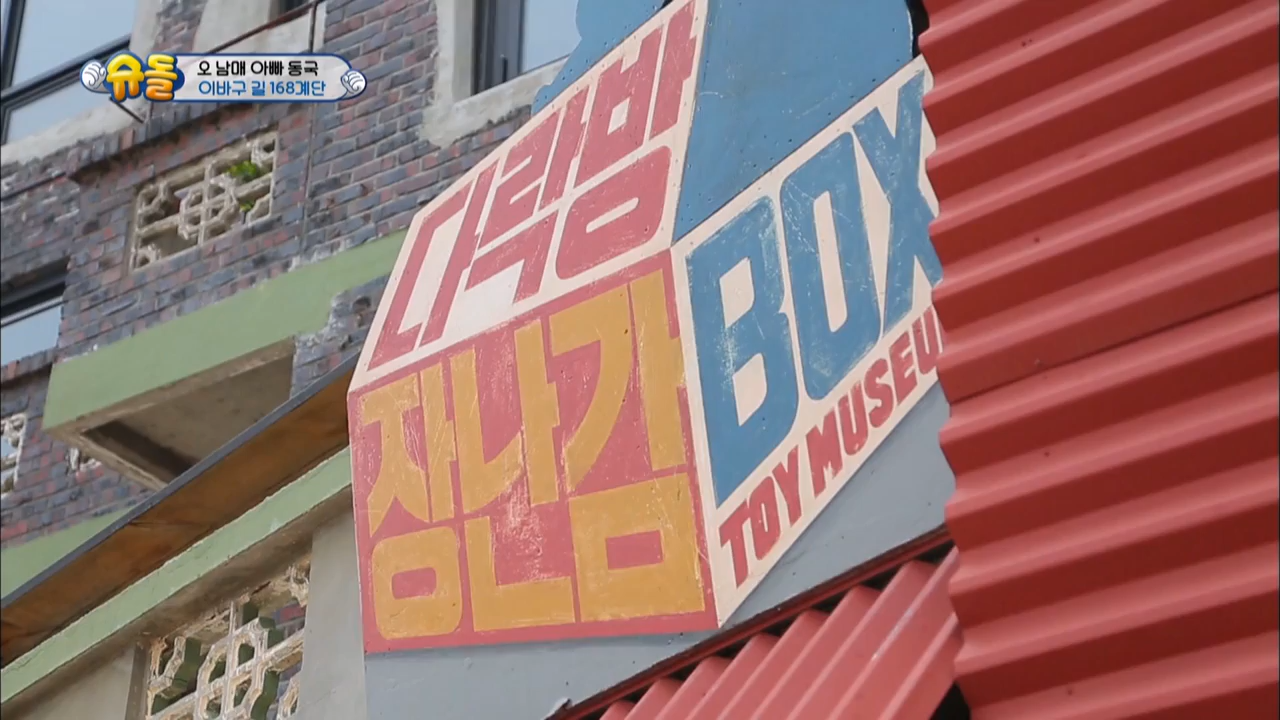 슈돌
오 남매 아빠 동국
이바구 길 168계단
다락방
장난감
BOX
TOY MUSEU